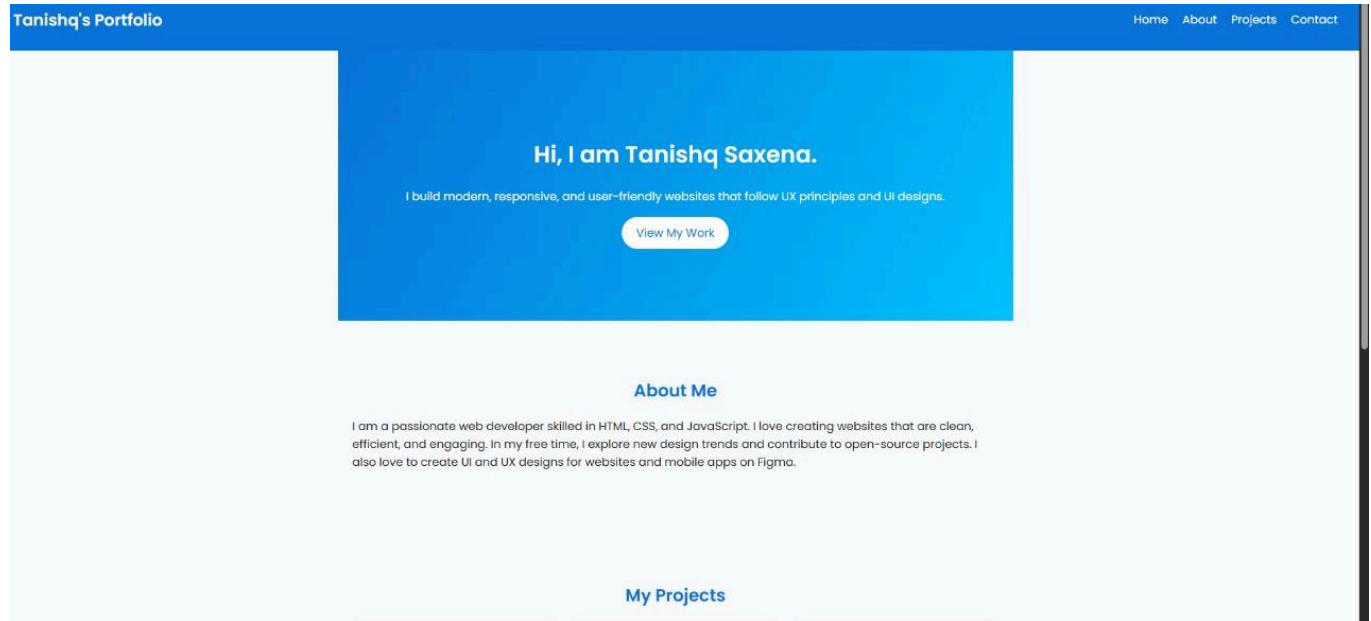 Tanishq's Portfolio
Home About Projects Contact
Hi, I am Tanishq Saxena.
I build modern, responsive, and user-friendly websites that follow UX principles and UI designs.
View My Work
About Me
I am a passionate web developer skilled in HTML, CSS, and JavaScript. I love creating websites that are clean,
efficient, and engaging. In my free time, I explore new design trends and contribute to open-source projects. I
also love to create UI and UX designs for websites and mobile apps on Figma.
My Projects